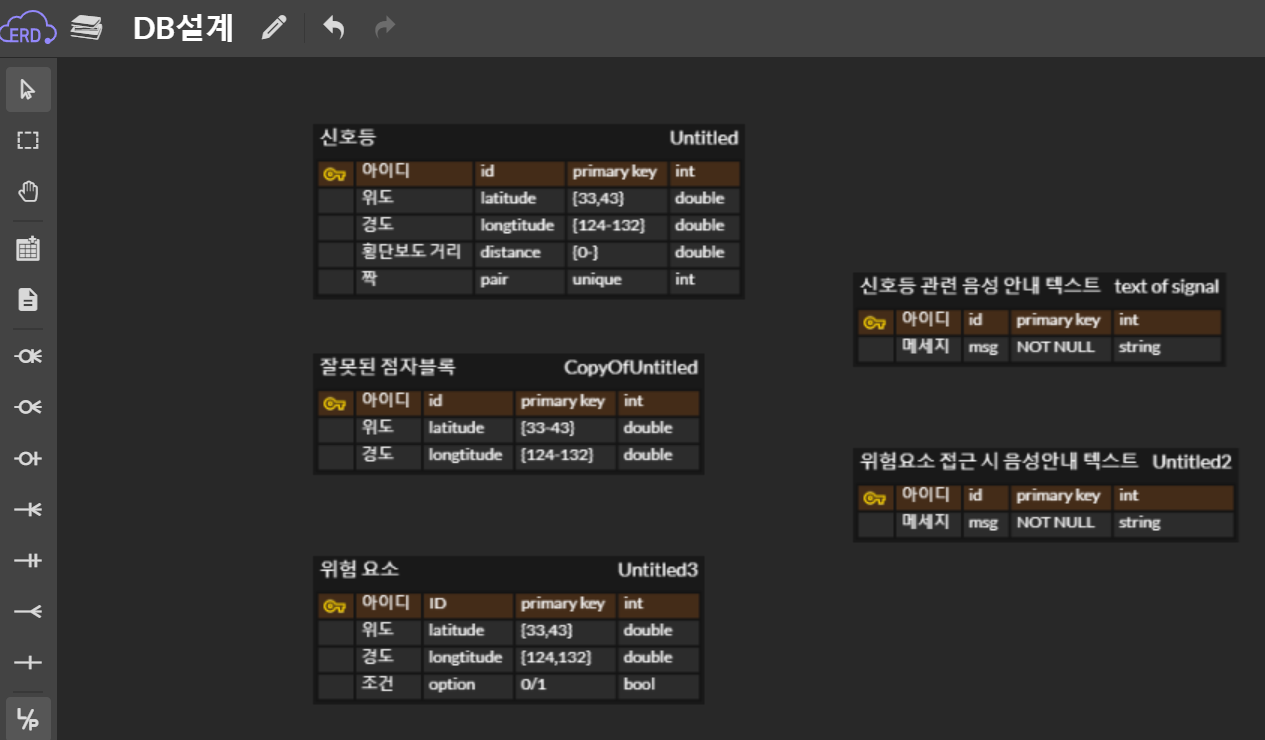 ERD
DB설계
신호등 Untitled
아이디 id primary key int
위도 latitude {33,43} double
경도 longtitude {124-132} double
횡단보도 거리 distance {0-} double
짝 pair unique int
신호등 관련 음성 안내 텍스트 text of signal
아이디 id primary key int
메세지 msg NOT NULL string
잘못된 점자블록 CopyOfUntitled
아이디 id primary key int
위도 latitude {33-43} double
경도 longtitude {124-132} double
위험요소 접근 시 음성안내 텍스트 Untitled2
아이디 id primary key int
메세지 msg NOT NULL string
위험 요소 Untitled3
아이디 ID primary key int
위도 latitude {33,43} double
경도 longtitude {124,132} double
조건 option 0/1 bool
L/P